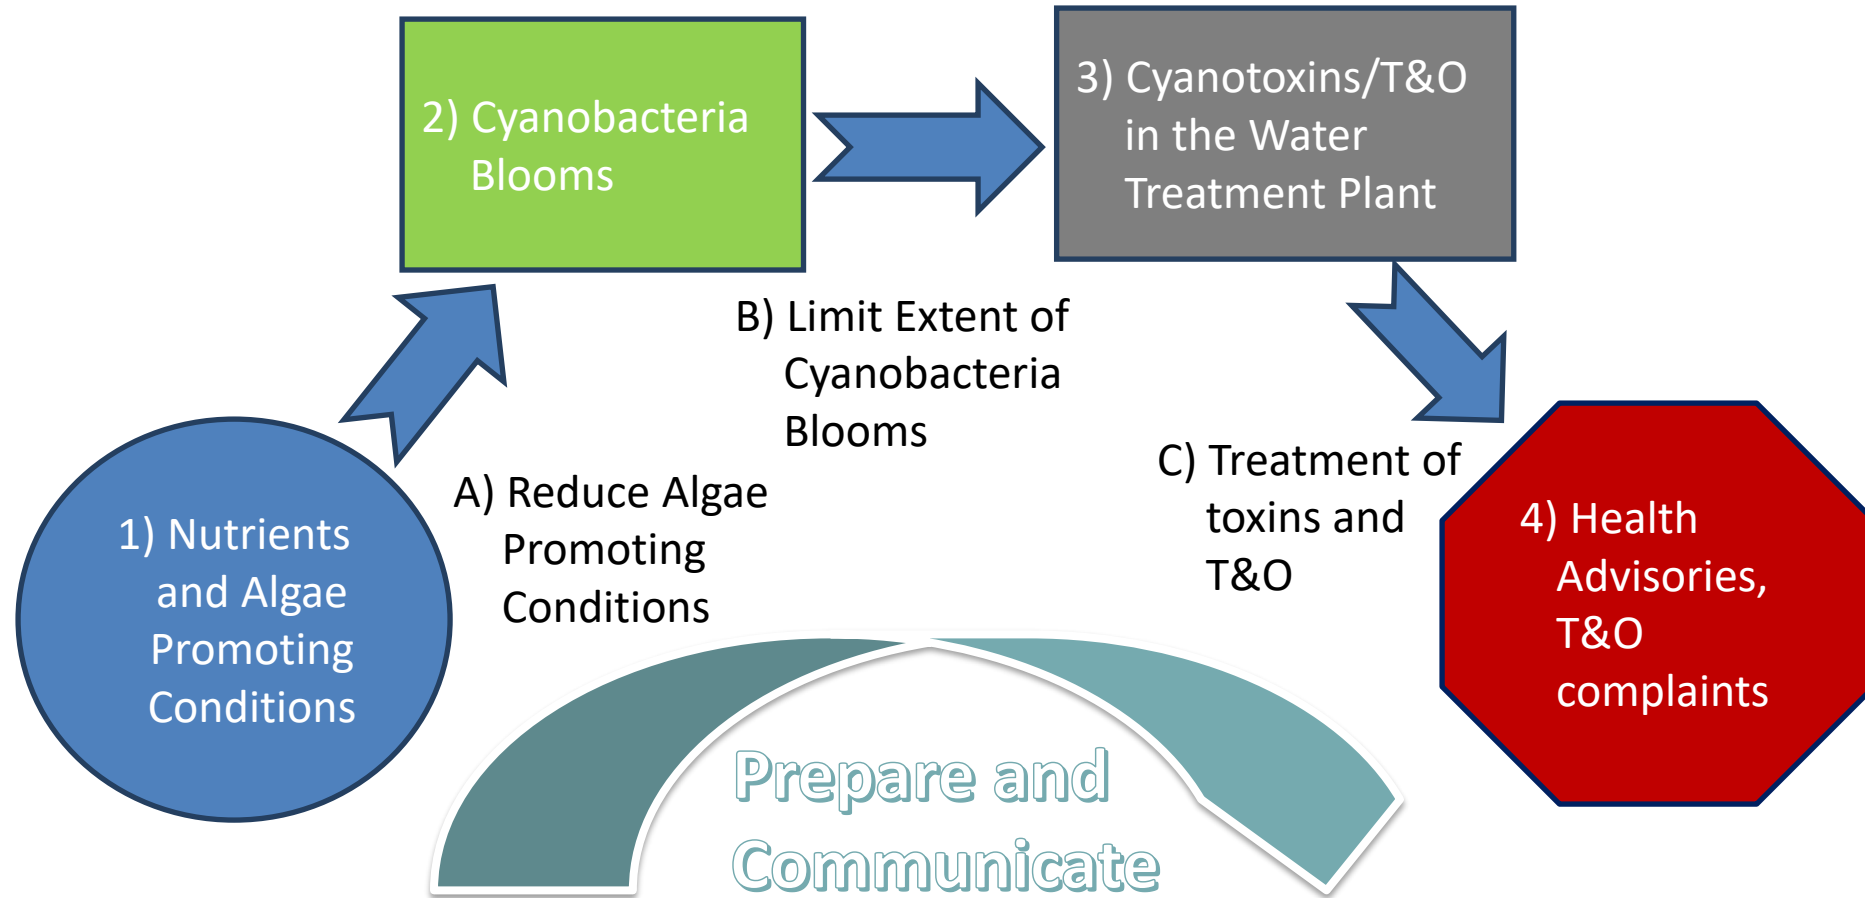 1) Nutrients
and Algae
Promoting
Conditions
2) Cyanobacteria
Blooms
3) Cyanotoxins/T&O
in the Water
Treatment Plant
4) Health
Advisories,
T&O
complaints
A) Reduce Algae
Promoting
Conditions
B) Limit Extent of
Cyanobacteria
Blooms
C) Treatment of
toxins and
T&O
Prepare and
Communicate